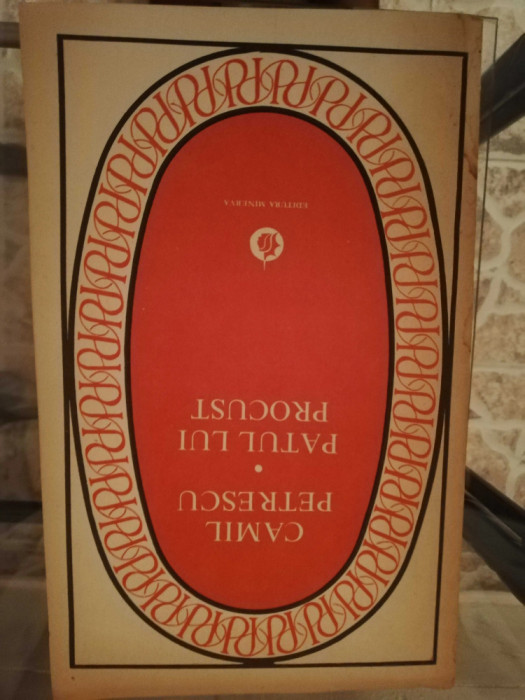 CAMIL
PETRESCU
•
PATUL LUI
PROCUST
EDITURA MINERVA